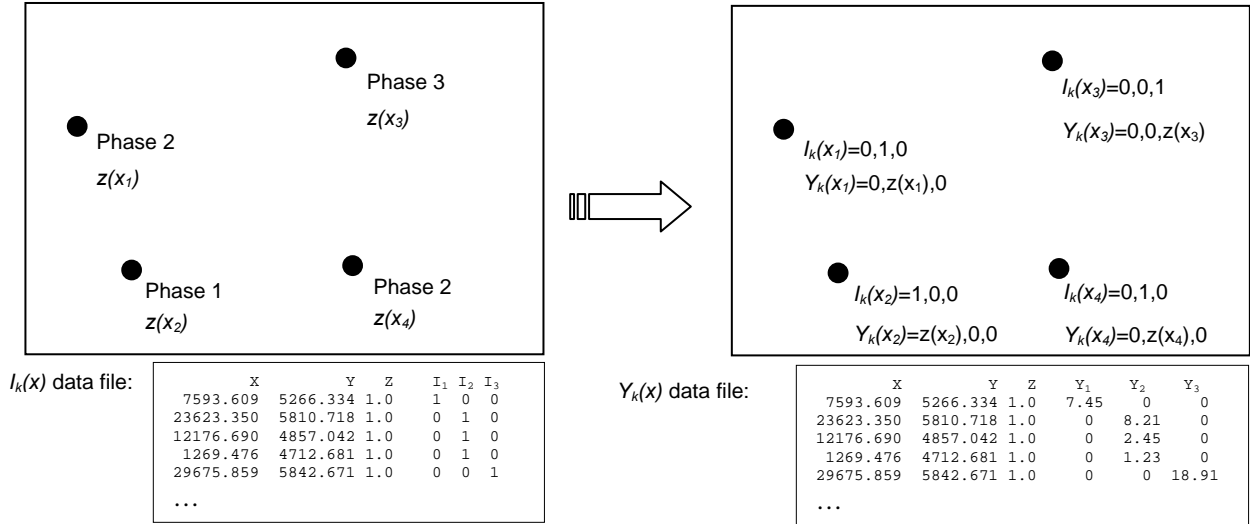 Phase 3
z(x₃)
Phase 2
z(x₁)
Phase 1
z(x₂)
Phase 2
z(x₄)
Iₖ(x₃)=0,0,1
Yₖ(x₃)=0,0,z(x₃)
Iₖ(x₁)=0,1,0
Yₖ(x₁)=0,z(x₁),0
Iₖ(x₂)=1,0,0
Yₖ(x₂)=z(x₂),0,0
Iₖ(x₄)=0,1,0
Yₖ(x₄)=0,z(x₄),0
Iₖ(x) data file:
X Y Z I₁ I₂ I₃
7593.609 5266.334 1.0 1 0 0
23623.350 5810.718 1.0 0 1 0
12176.690 4857.042 1.0 0 1 0
1269.476 4712.681 1.0 0 1 0
29675.859 5842.671 1.0 0 0 1
...
Yₖ(x) data file:
X Y Z Y₁ Y₂ Y₃
7593.609 5266.334 1.0 7.45 0 0
23623.350 5810.718 1.0 0 8.21 0
12176.690 4857.042 1.0 0 2.45 0
1269.476 4712.681 1.0 0 1.23 0
29675.859 5842.671 1.0 0 0 18.91
...